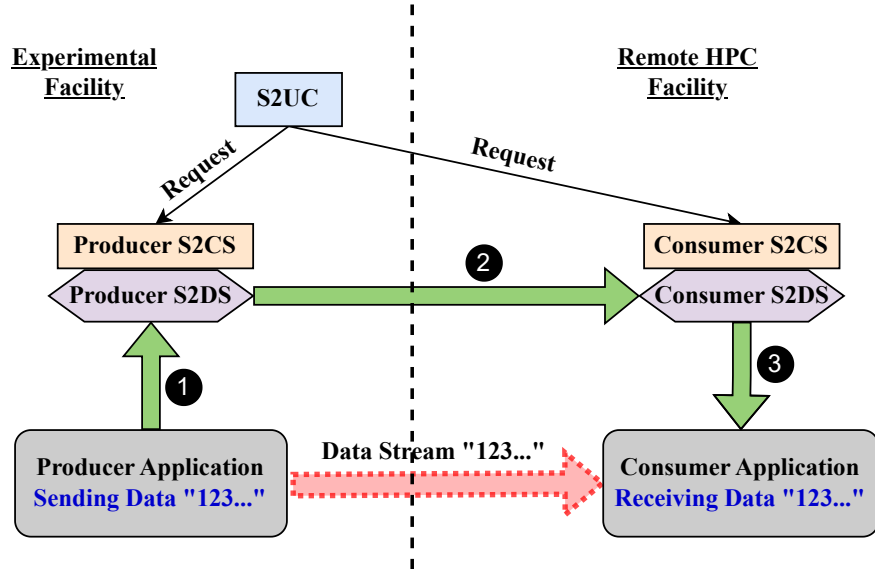 Experimental
Facility
Remote HPC
Facility
S2UC
Request
Request
Producer S2CS
Consumer S2CS
2
Producer S2DS
Consumer S2DS
1
3
Data Stream "123..."
Producer Application
Sending Data "123..."
Consumer Application
Receiving Data "123..."